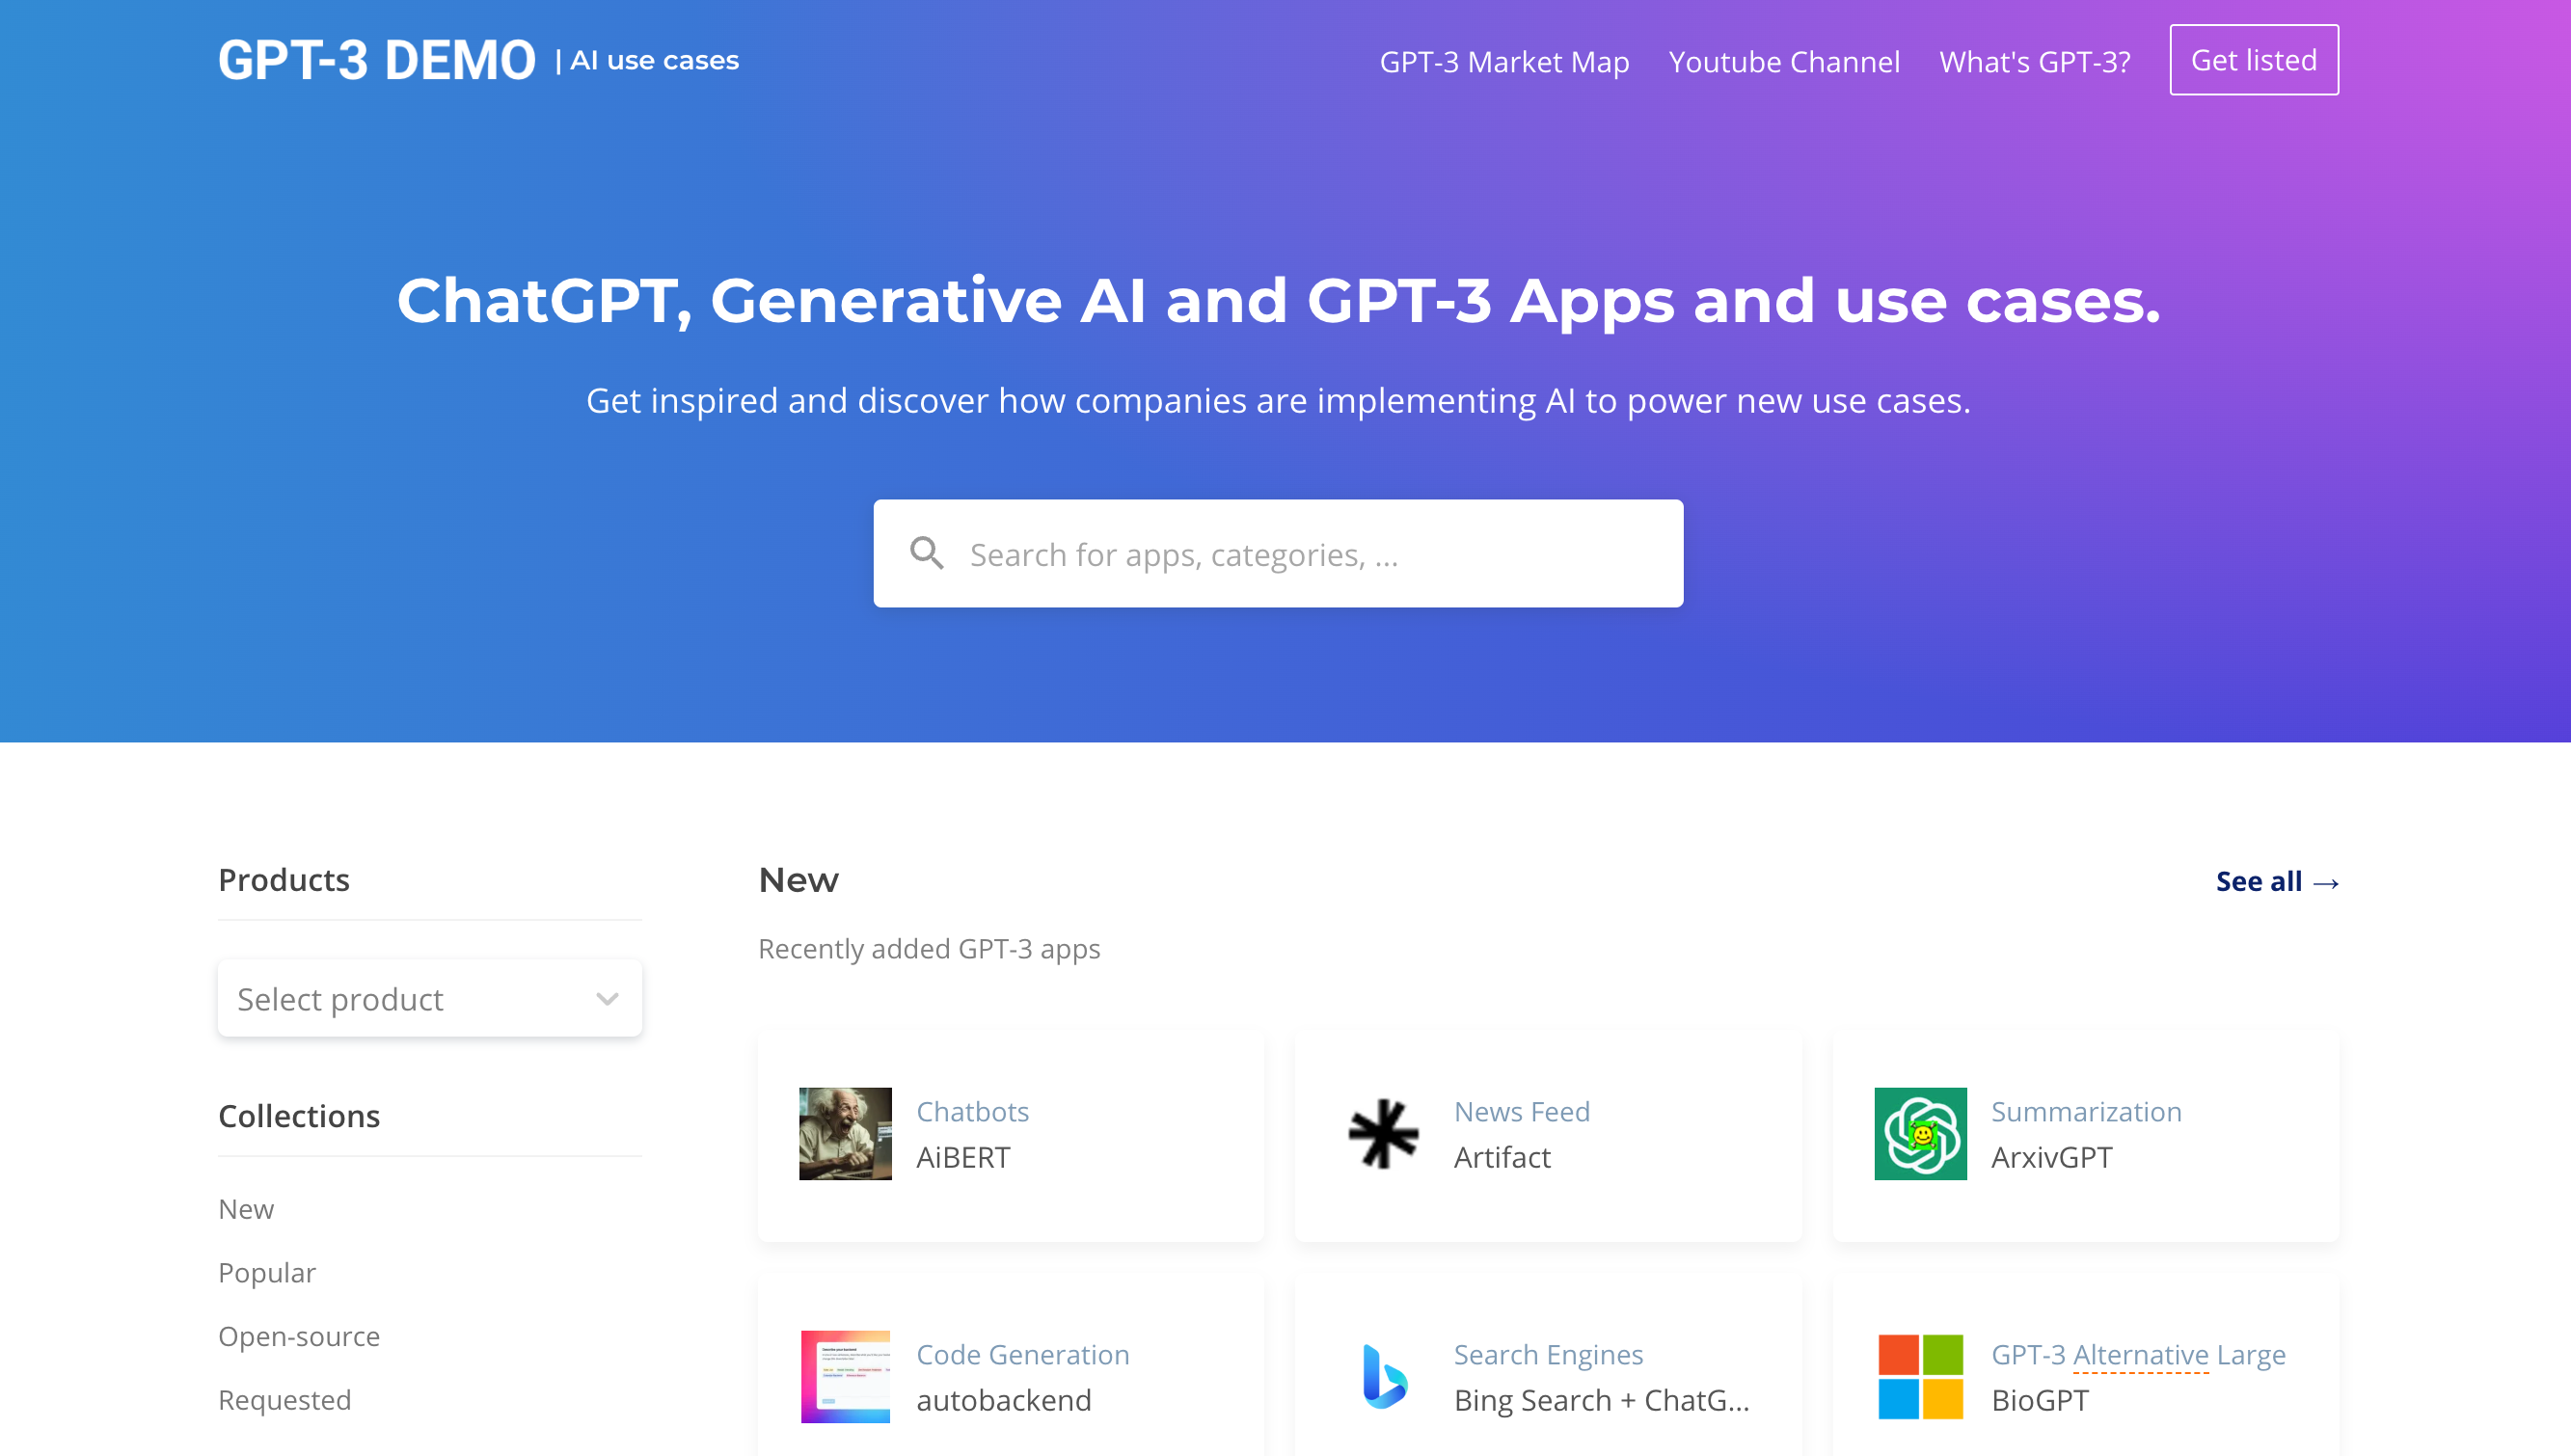 GPT-3 DEMO | AI use cases
GPT-3 Market Map
Youtube Channel
What's GPT-3?
Get listed
ChatGPT, Generative AI and GPT-3 Apps and use cases.
Get inspired and discover how companies are implementing AI to power new use cases.
Search for apps, categories, ...
Products
Select product
Collections
New
Popular
Open-source
Requested
New
See all →
Recently added GPT-3 apps
Chatbots
AiBERT
News Feed
Artifact
Summarization
ArxivGPT
Code Generation
autobackend
Search Engines
Bing Search + ChatG...
GPT-3 Alternative Large
BioGPT